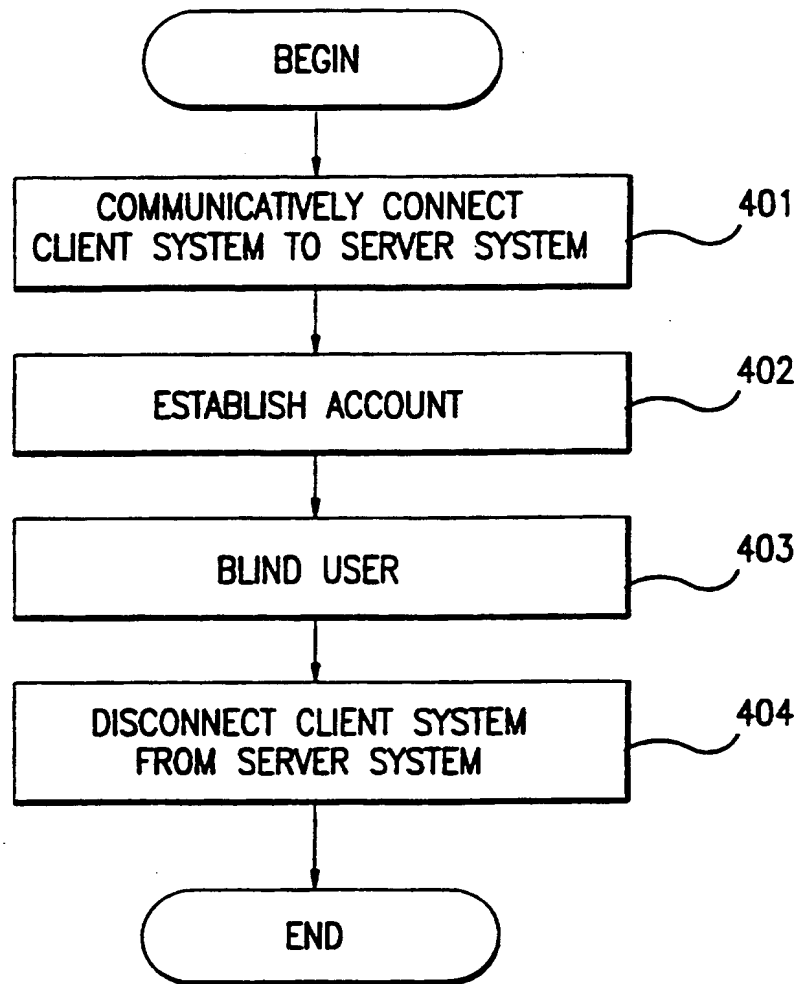 BEGIN
COMMUNICATIVELY CONNECT
CLIENT SYSTEM TO SERVER SYSTEM
401
ESTABLISH ACCOUNT
402
BLIND USER
403
DISCONNECT CLIENT SYSTEM
FROM SERVER SYSTEM
404
END